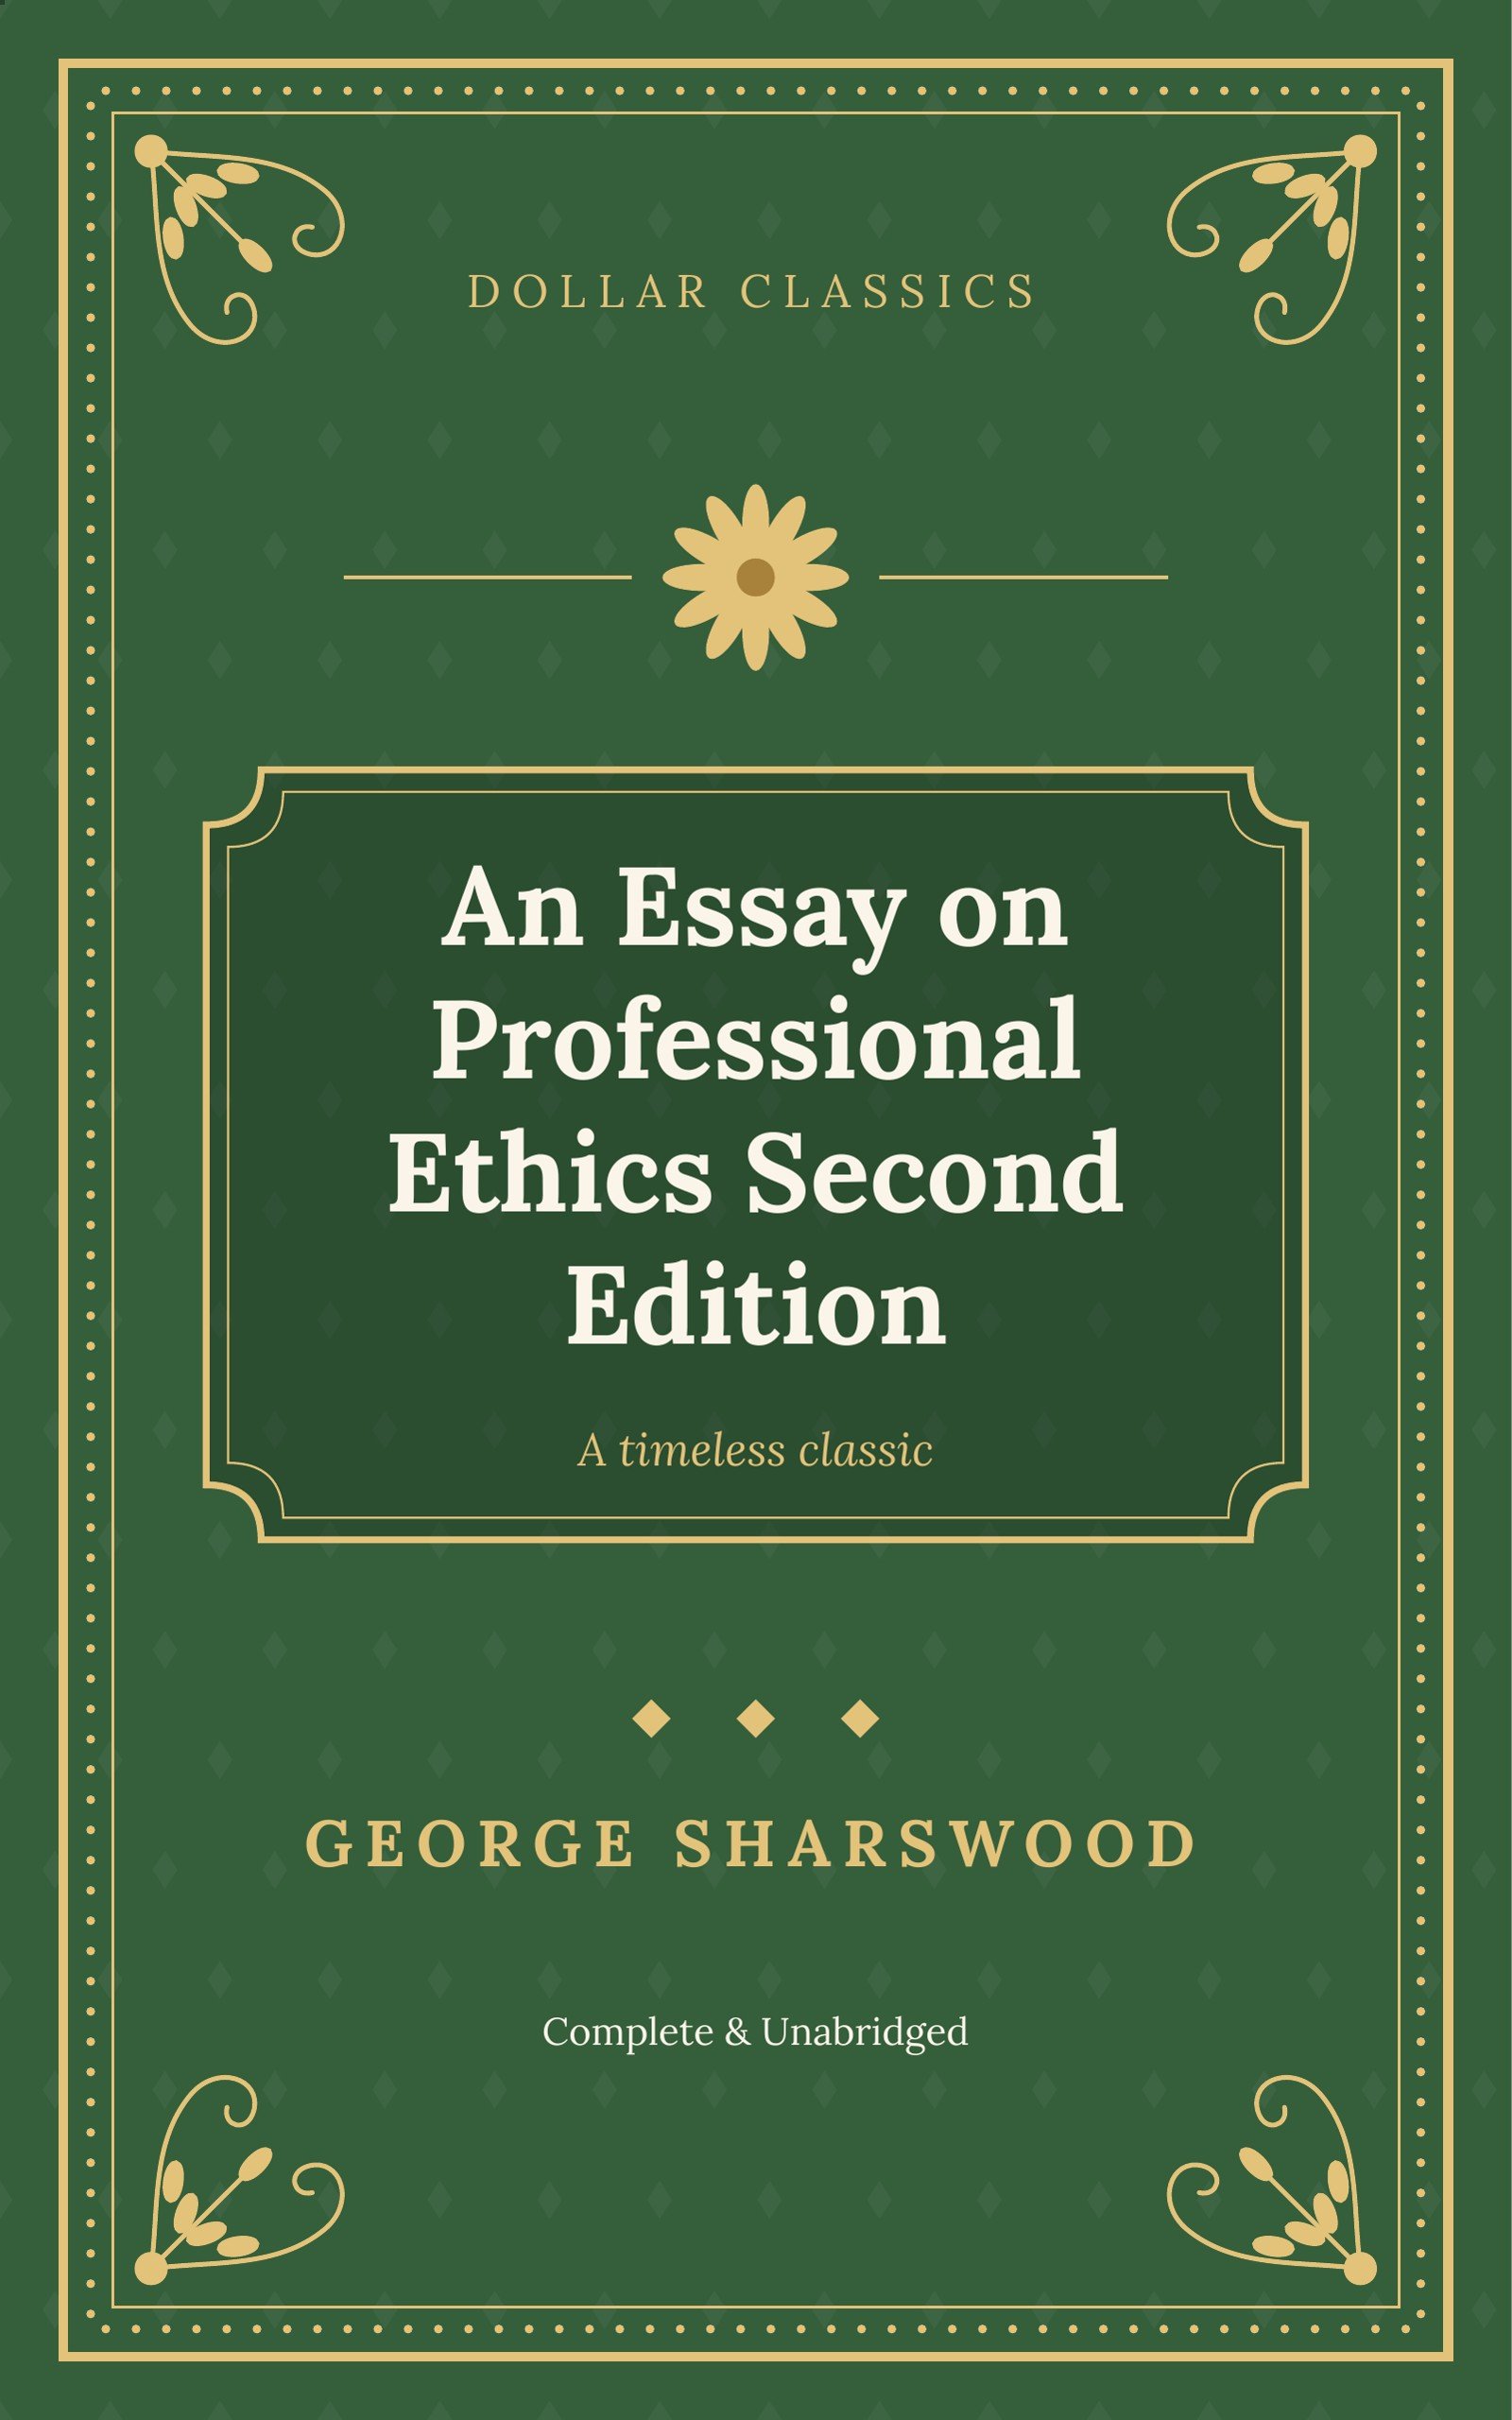 DOLLAR CLASSICS
An Essay on
Professional
Ethics Second
Edition
A timeless classic
GEORGE SHARSWOOD
Complete & Unabridged